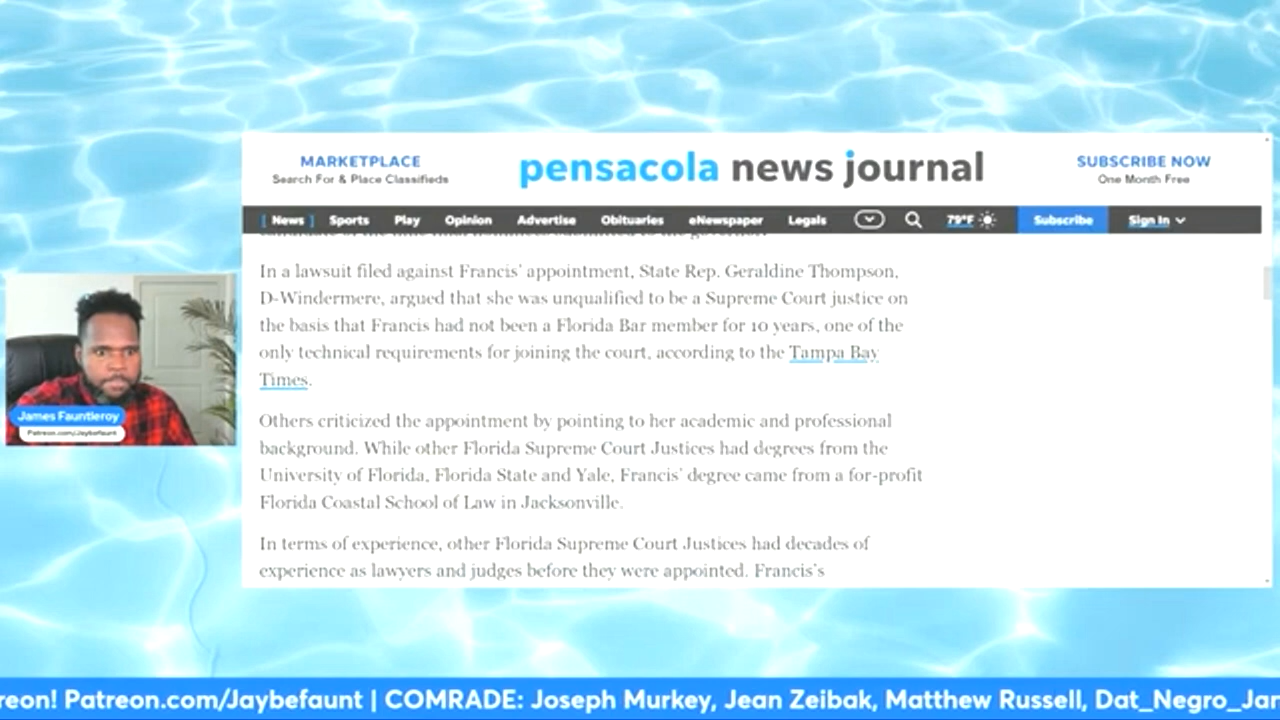 MARKETPLACE
Search For & Place Classifieds
pensacola news journal
SUBSCRIBE NOW
One Month Free
[ News ] Sports Play Opinion Advertise Obituaries eNewspaper Legals 79°F Subscribe Sign In
In a lawsuit filed against Francis' appointment, State Rep. Geraldine Thompson,
D-Windermere, argued that she was unqualified to be a Supreme Court justice on
the basis that Francis had not been a Florida Bar member for 10 years, one of the
only technical requirements for joining the court, according to the Tampa Bay
Times.
Others criticized the appointment by pointing to her academic and professional
background. While other Florida Supreme Court Justices had degrees from the
University of Florida, Florida State and Yale, Francis' degree came from a for-profit
Florida Coastal School of Law in Jacksonville.
In terms of experience, other Florida Supreme Court Justices had decades of
experience as lawyers and judges before they were appointed. Francis's
James Fauntleroy
Patreon.com/Jaybefaunt
reon! Patreon.com/Jaybefaunt | COMRADE: Joseph Murkey, Jean Zeibak, Matthew Russell, Dat_Negro_Jar